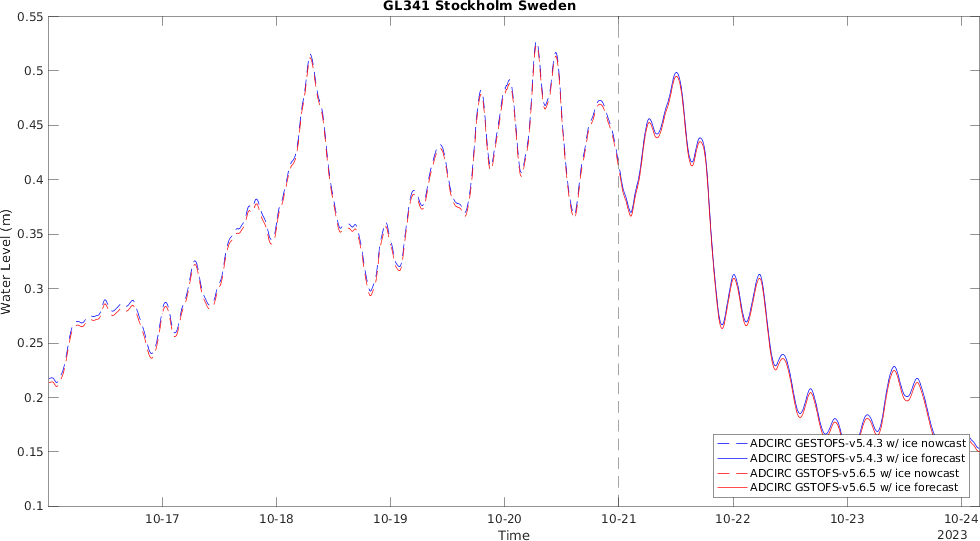 GL341 Stockholm Sweden
0.55
0.5
0.45
0.4
0.35
0.3
0.25
0.2
0.15
0.1
Water Level (m)
ADCIRC GESTOFS-v5.4.3 w/ ice nowcast
ADCIRC GESTOFS-v5.4.3 w/ ice forecast
ADCIRC GSTOFS-v5.6.5 w/ ice nowcast
ADCIRC GSTOFS-v5.6.5 w/ ice forecast
10-17 10-18 10-19 10-20 10-21 10-22 10-23 10-24
Time
2023